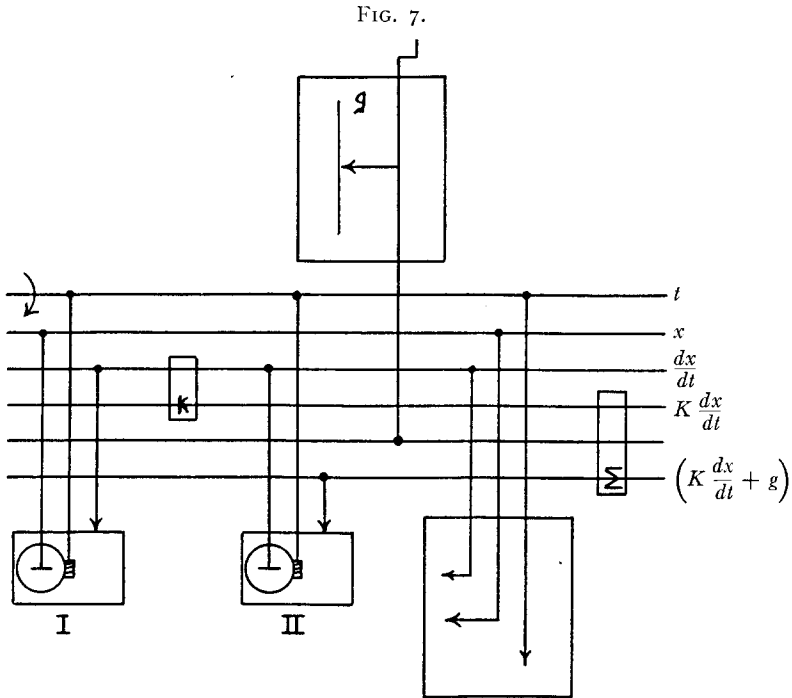 FIG. 7.
g
t
x
dx/dt
K
K dx/dt
Σ
(K dx/dt + g)
I
II